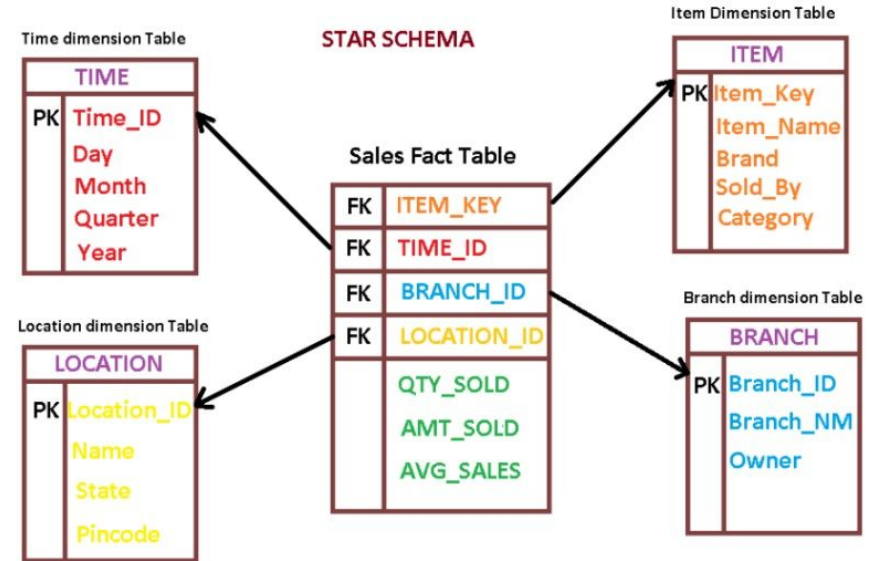 STAR SCHEMA
Time dimension Table
TIME
PK Time_ID
Day
Month
Quarter
Year
Item Dimension Table
ITEM
PK Item_Key
Item_Name
Brand
Sold_By
Category
Sales Fact Table
FK ITEM_KEY
FK TIME_ID
FK BRANCH_ID
FK LOCATION_ID
QTY_SOLD
AMT_SOLD
AVG_SALES
Location dimension Table
LOCATION
PK Location_ID
Name
State
Pincode
Branch dimension Table
BRANCH
PK Branch_ID
Branch_NM
Owner